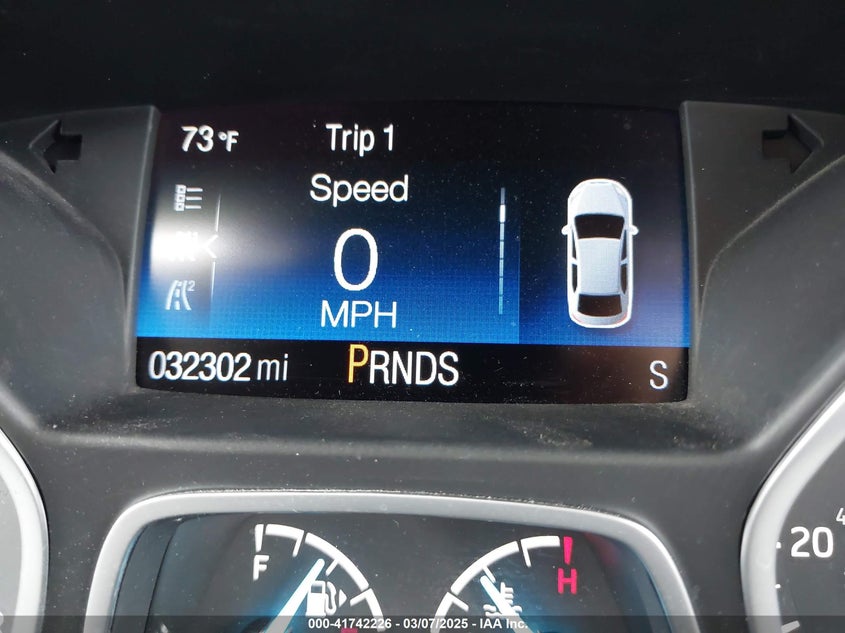 73°F Trip 1
Speed
0
MPH
032302 mi PRNDS S
F H
20
000-41742226 - 03/07/2025 - IAA Inc.